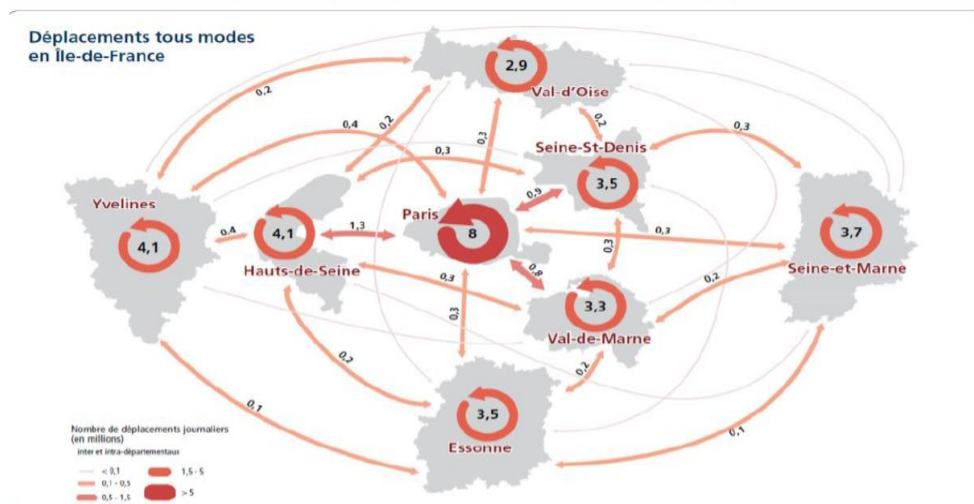 Déplacements tous modes
en Île-de-France
2,9
Val-d'Oise
0,2
0,4
0,2
0,3
0,2
0,3
0,3
Seine-St-Denis
3,5
Yvelines
4,1
0,4
4,1
Hauts-de-Seine
1,3
Paris
8
0,9
0,3
0,3
3,7
Seine-et-Marne
0,3
0,8
0,2
3,3
Val-de-Marne
0,3
0,2
0,2
3,5
Essonne
0,1
0,1
Nombre de déplacements journaliers
(en millions)
inter et intra-départementaux
< 0,1
0,1 - 0,5
0,5 - 1,5
1,5 - 5
> 5